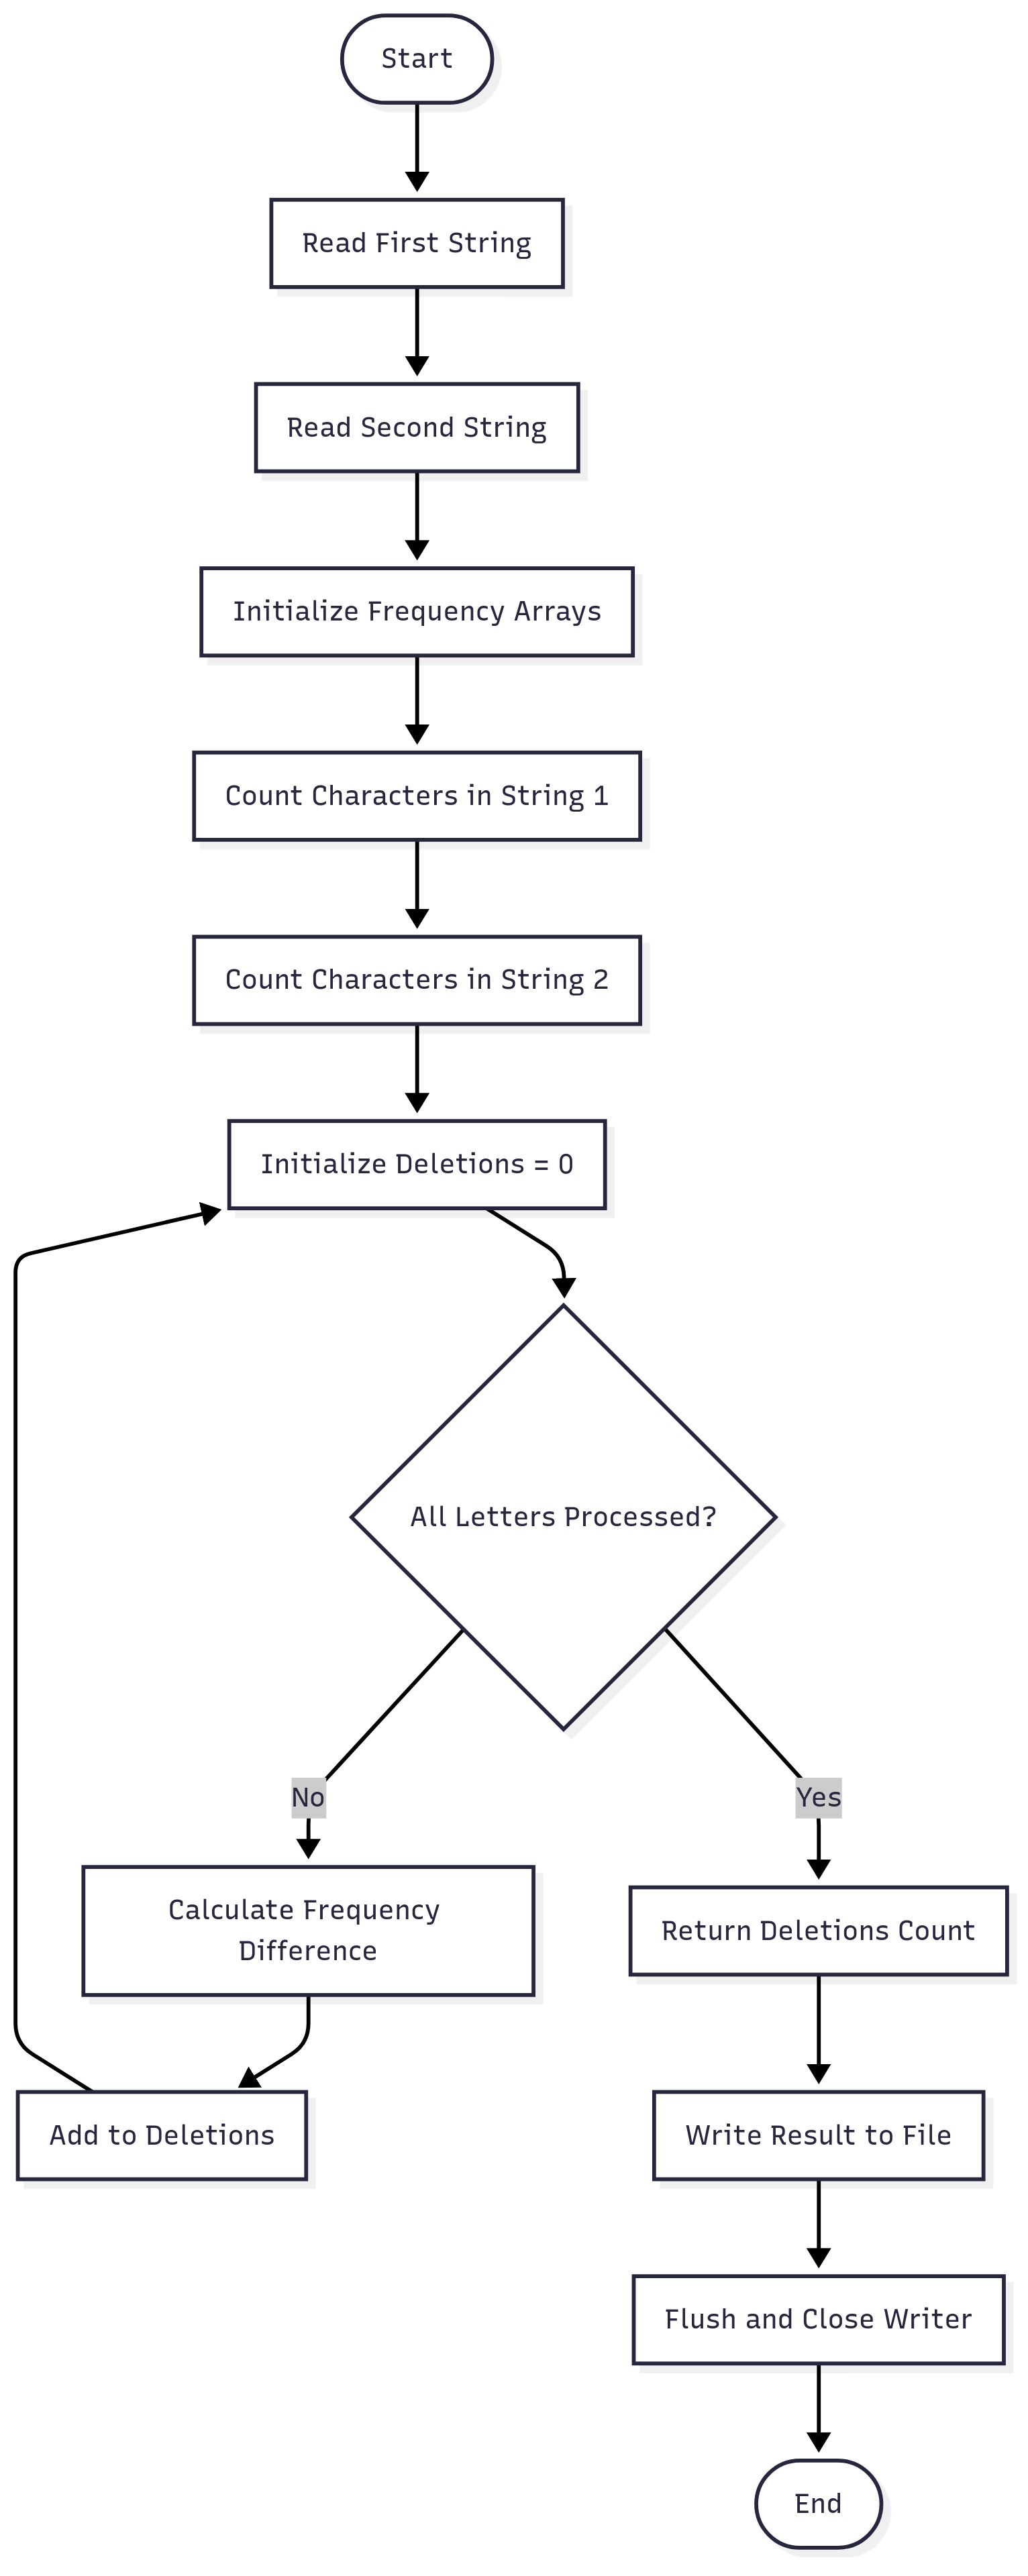 Start
Read First String
Read Second String
Initialize Frequency Arrays
Count Characters in String 1
Count Characters in String 2
Initialize Deletions = 0
All Letters Processed?
No
Yes
Calculate Frequency
Difference
Return Deletions Count
Add to Deletions
Write Result to File
Flush and Close Writer
End